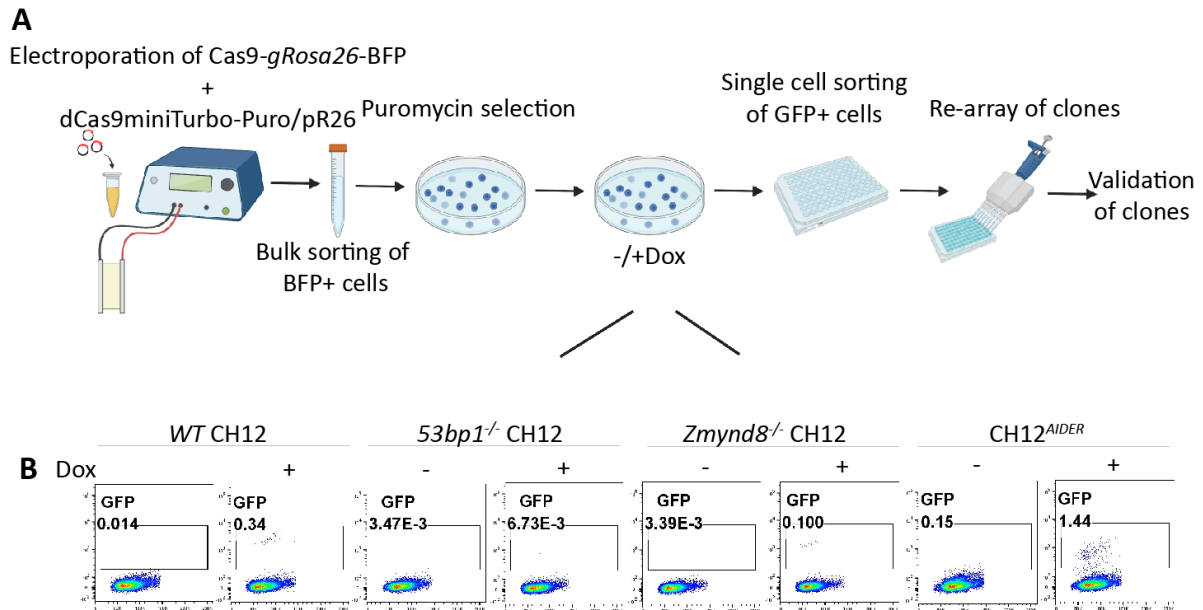 A
Electroporation of Cas9-gRosa26-BFP
+
dCas9miniTurbo-Puro/pR26
Bulk sorting of
BFP+ cells
Puromycin selection
-/+Dox
Single cell sorting
of GFP+ cells
Re-array of clones
Validation
of clones
WT CH12
53bp1-/- CH12
Zmynd8-/- CH12
CH12AIDER
B
Dox + - + - + - +
GFP
0.014
GFP
0.34
GFP
3.47E-3
GFP
6.73E-3
GFP
3.39E-3
GFP
0.100
GFP
0.15
GFP
1.44